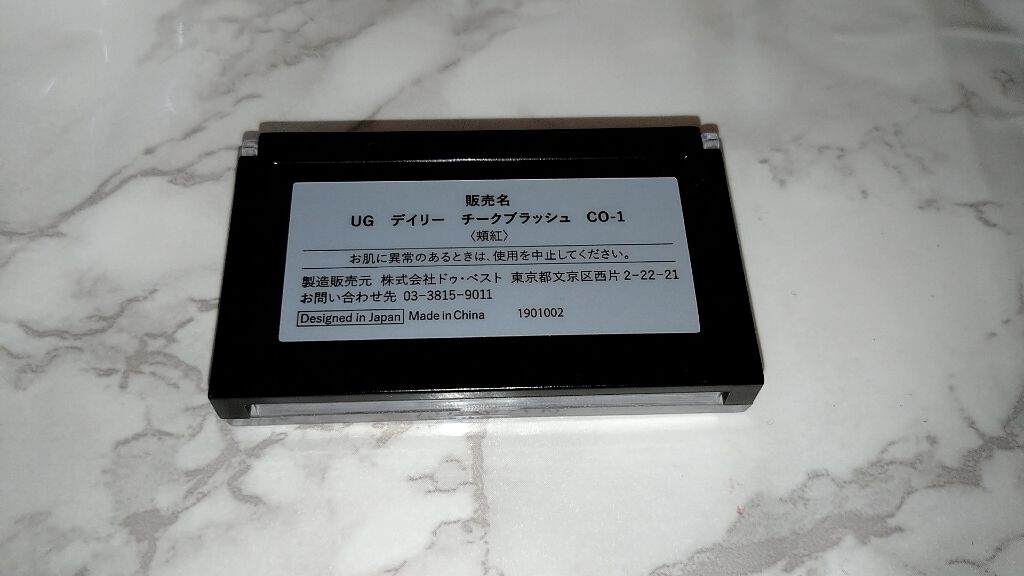 販売名
UG デイリー チークブラッシュ CO-1
〈頬紅〉
お肌に異常のあるときは、使用を中止してください。
製造販売元 株式会社ドゥ・ベスト 東京都文京区西片2-22-21
お問い合わせ先 03-3815-9011
Designed in Japan Made in China 1901002